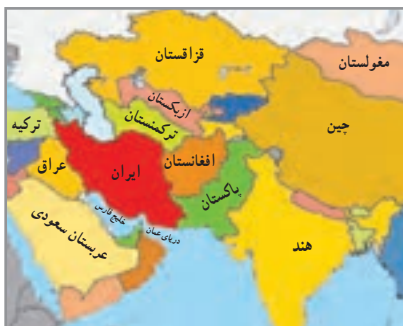 قزاقستان
مغولستان
ازبکستان
ترکیه
ترکمنستان
چین
عراق
ایران
افغانستان
پاکستان
خلیج فارس
دریای عمان
عربستان سعودی
هند